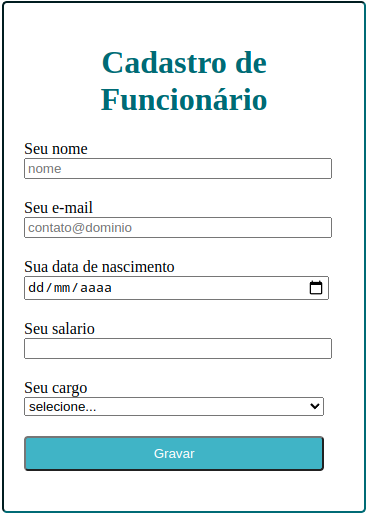 Cadastro de
Funcionário
Seu nome
nome
Seu e-mail
contato@dominio
Sua data de nascimento
dd/mm/aaaa
Seu salario
Seu cargo
selecione...
Gravar